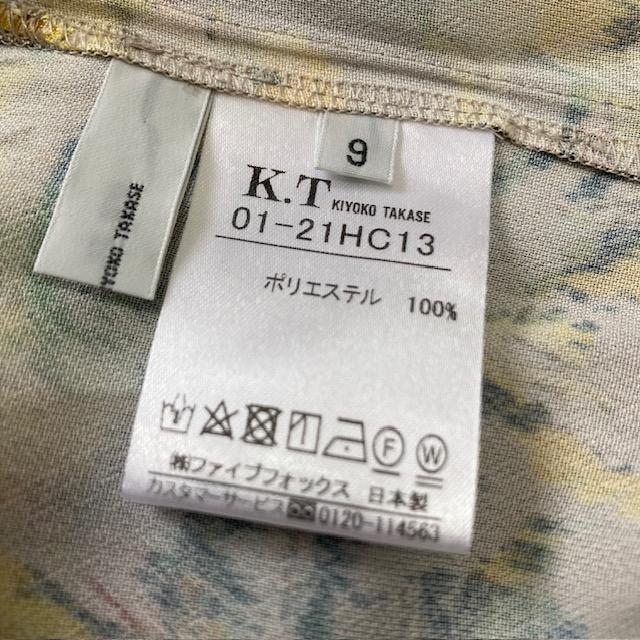 9
K.T KIYOKO TAKASE
01-21HC13
ポリエステル 100%
F W
㈱ファイブフォックス 日本製
カスタマーサービス 0120-114563
YOKO TAKASE